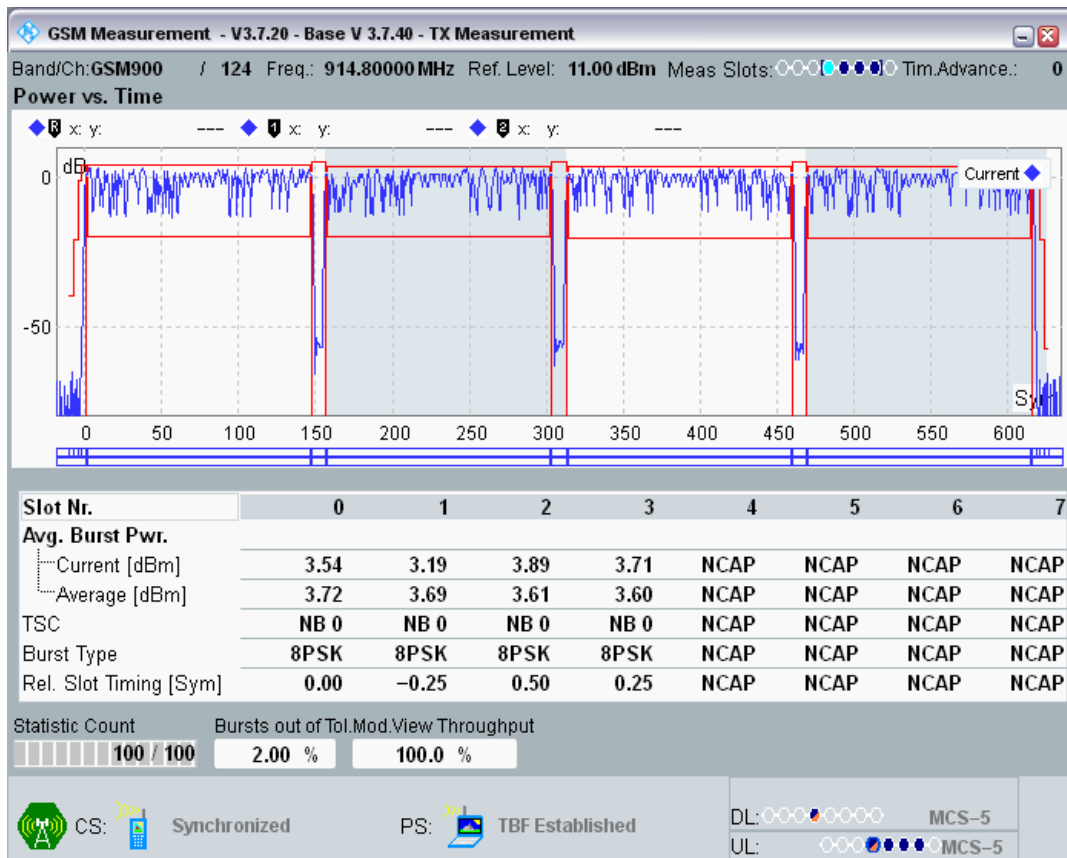 GSM Measurement - V3.7.20 - Base V 3.7.40 - TX Measurement
Band/Ch:GSM900 / 124 Freq.: 914.80000 MHz Ref. Level: 11.00 dBm Meas Slots: Tim.Advance.: 0
Power vs. Time
R x: y: --- 1 x: y: --- 2 x: y: ---
dB
0
Current
-50
0 50 100 150 200 250 300 350 400 450 500 550 600
Slot Nr. 0 1 2 3 4 5 6 7
Avg. Burst Pwr.
Current [dBm] 3.54 3.19 3.89 3.71 NCAP NCAP NCAP NCAP
Average [dBm] 3.72 3.69 3.61 3.60 NCAP NCAP NCAP NCAP
TSC NB 0 NB 0 NB 0 NB 0 NCAP NCAP NCAP NCAP
Burst Type 8PSK 8PSK 8PSK 8PSK NCAP NCAP NCAP NCAP
Rel. Slot Timing [Sym] 0.00 −0.25 0.50 0.25 NCAP NCAP NCAP NCAP
Statistic Count Bursts out of Tol.Mod.View Throughput
100 / 100 2.00 % 100.0 %
CS: Synchronized PS: TBF Established
DL: MCS−5
UL: MCS−5